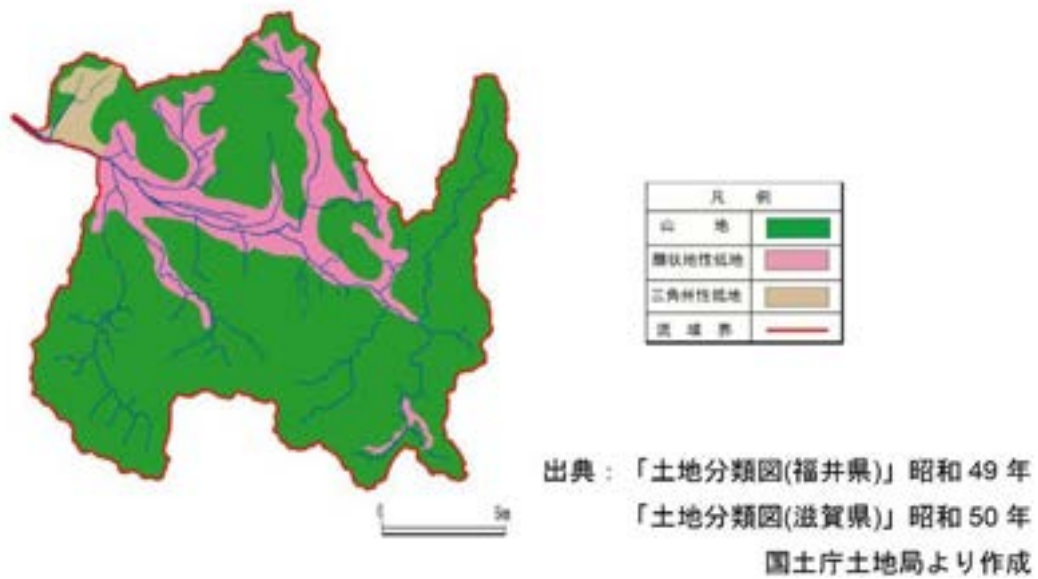 凡 例
山 地
扇状地性低地
三角州性低地
流 域 界
0
出典：「土地分類図(福井県)」昭和 49 年
「土地分類図(滋賀県)」昭和 50 年
国土庁土地局より作成